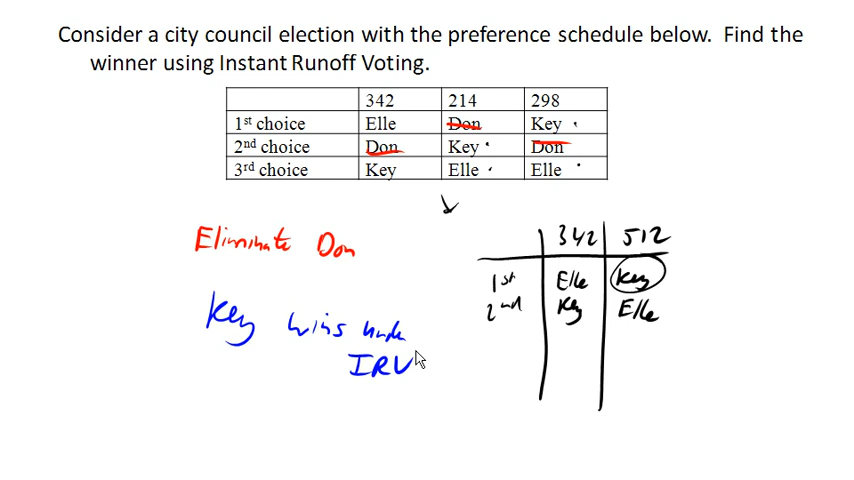 Consider a city council election with the preference schedule below. Find the
winner using Instant Runoff Voting.
342 214 298
1st choice Elle Don Key
2nd choice Don Key Don
3rd choice Key Elle Elle
Eliminate Don
342 512
1st Elle Key
2nd Key Elle
Key wins under
IRV